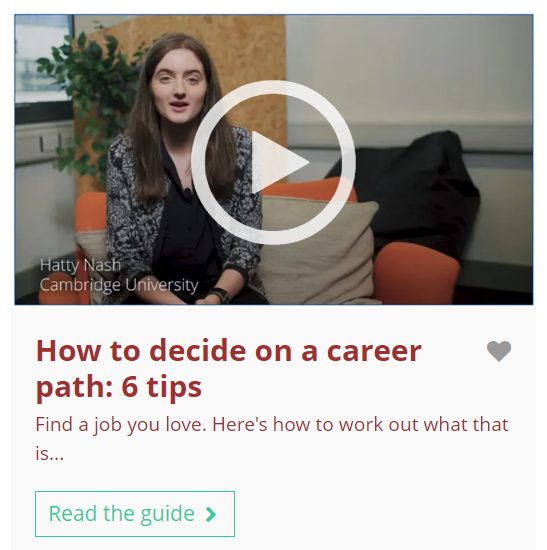 Hatty Nash
Cambridge University
How to decide on a career
path: 6 tips
Find a job you love. Here's how to work out what that
is...
Read the guide